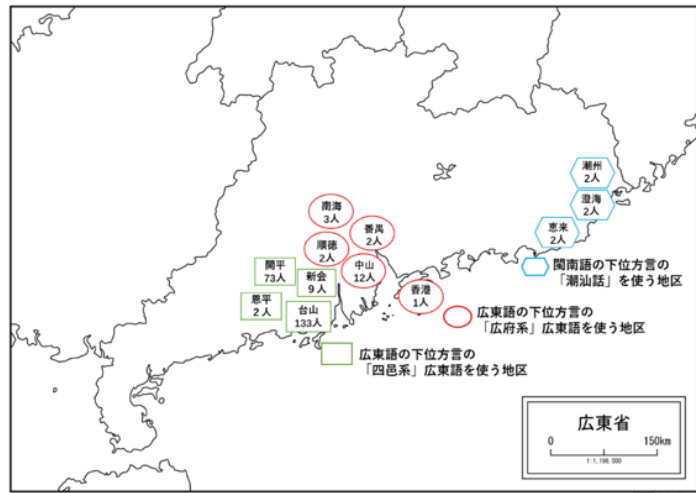 潮州
2人
澄海
2人
恵来
2人
南海
3人
番禺
2人
順徳
2人
中山
12人
香港
1人
開平
73人
新会
9人
恩平
2人
台山
133人
閩南語の下位方言の
「潮汕話」を使う地区
広東語の下位方言の
「広府系」広東語を使う地区
広東語の下位方言の
「四邑系」広東語を使う地区
広東省
0 150km
1:1,196,000